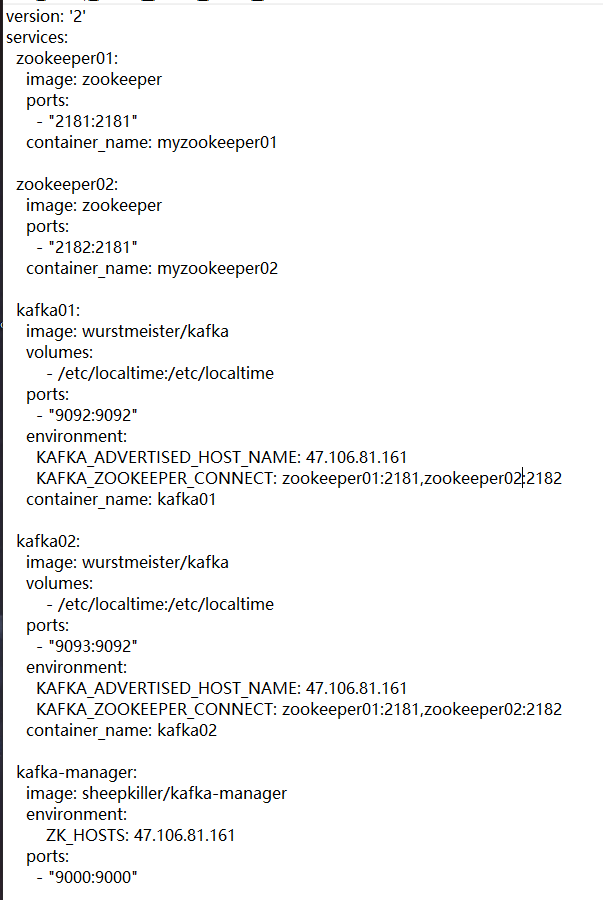 version: '2'
services:
  zookeeper01:
    image: zookeeper
    ports:
      - "2181:2181"
    container_name: myzookeeper01

  zookeeper02:
    image: zookeeper
    ports:
      - "2182:2181"
    container_name: myzookeeper02

  kafka01:
    image: wurstmeister/kafka
    volumes:
        - /etc/localtime:/etc/localtime
    ports:
      - "9092:9092"
    environment:
      KAFKA_ADVERTISED_HOST_NAME: 47.106.81.161
      KAFKA_ZOOKEEPER_CONNECT: zookeeper01:2181,zookeeper02:2182
    container_name: kafka01

  kafka02:
    image: wurstmeister/kafka
    volumes:
        - /etc/localtime:/etc/localtime
    ports:
      - "9093:9092"
    environment:
      KAFKA_ADVERTISED_HOST_NAME: 47.106.81.161
      KAFKA_ZOOKEEPER_CONNECT: zookeeper01:2181,zookeeper02:2182
    container_name: kafka02

  kafka-manager:
    image: sheepkiller/kafka-manager
    environment:
        ZK_HOSTS: 47.106.81.161
    ports:
      - "9000:9000"